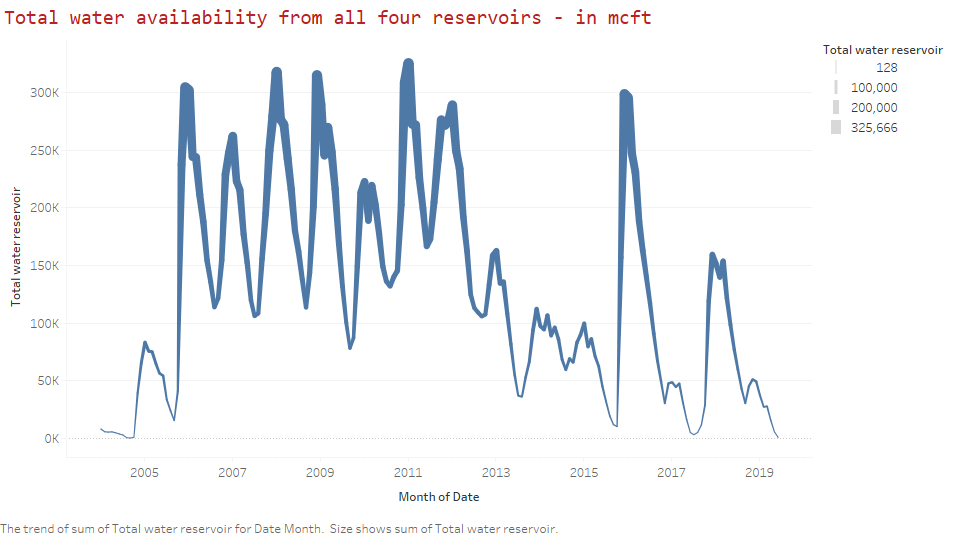 Total water availability from all four reservoirs - in mcft
Total water reservoir
128
100,000
200,000
325,666
300K
250K
200K
150K
100K
50K
0K
Total water reservoir
2005 2007 2009 2011 2013 2015 2017 2019
Month of Date
The trend of sum of Total water reservoir for Date Month.  Size shows sum of Total water reservoir.